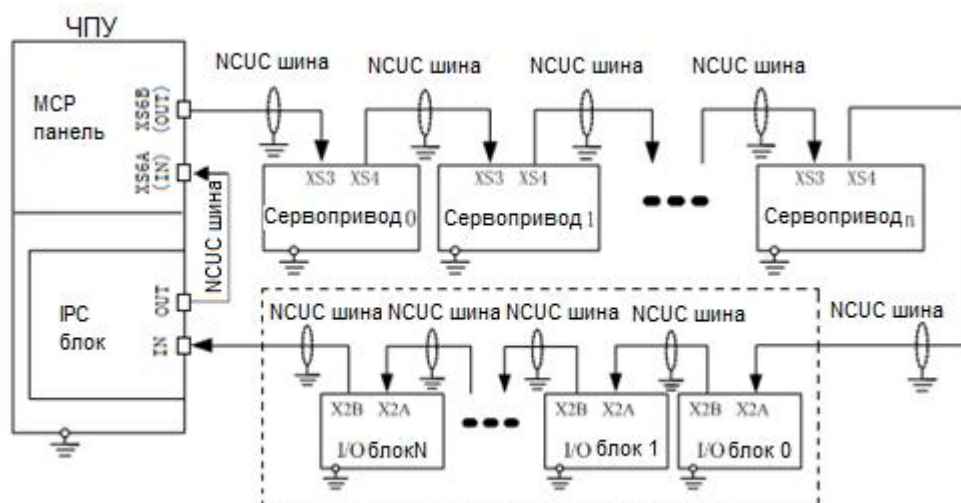 ЧПУ
MCP
панель
XS6B
(OUT)
XS6A
(IN)
NCUC шина
IPC
блок
OUT
IN
NCUC шина
NCUC шина
NCUC шина
NCUC шина
XS3 XS4
Сервопривод 0
XS3 XS4
Сервопривод 1
XS3 XS4
Сервопривод n
NCUC шина
NCUC шина
NCUC шина
NCUC шина
NCUC шина
X2B X2A
I/O блокN
X2B X2A
I/O блок 1
X2B X2A
I/O блок 0